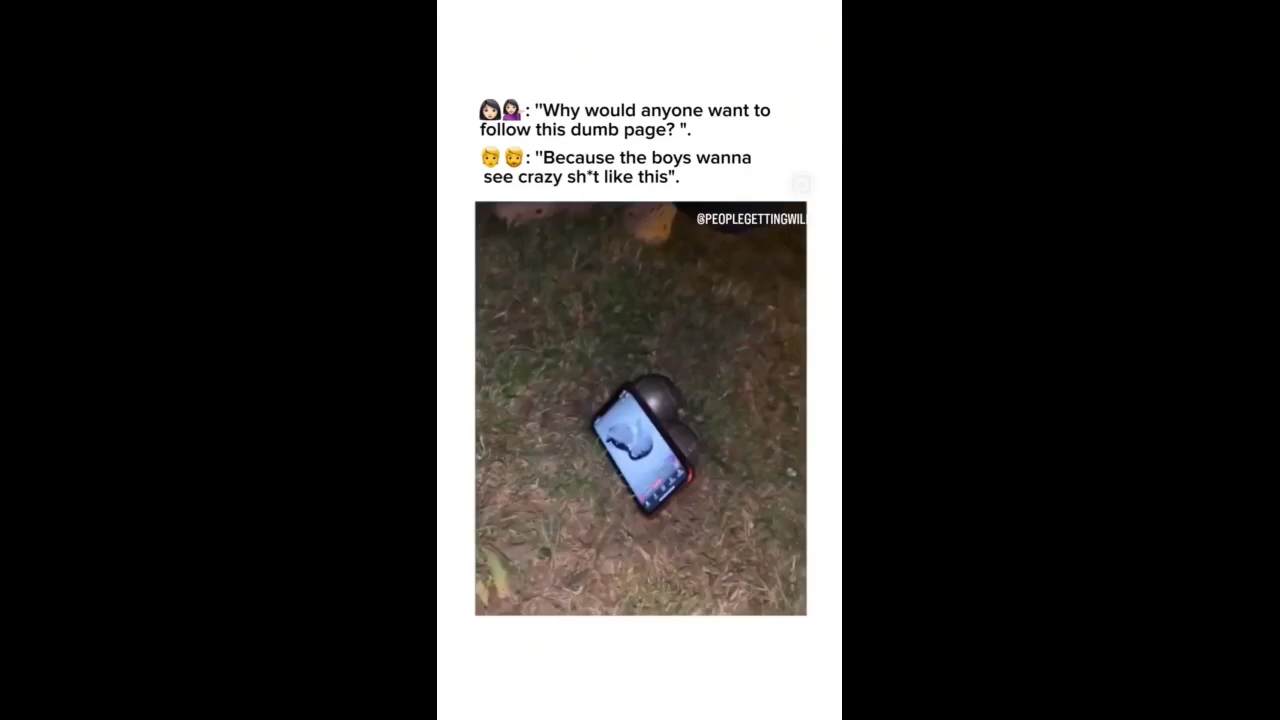 👩🏻💁🏻‍♀️: "Why would anyone want to
follow this dumb page? ".
👱👱‍♂️: "Because the boys wanna
see crazy sh*t like this".
@PEOPLEGETTINGWIL